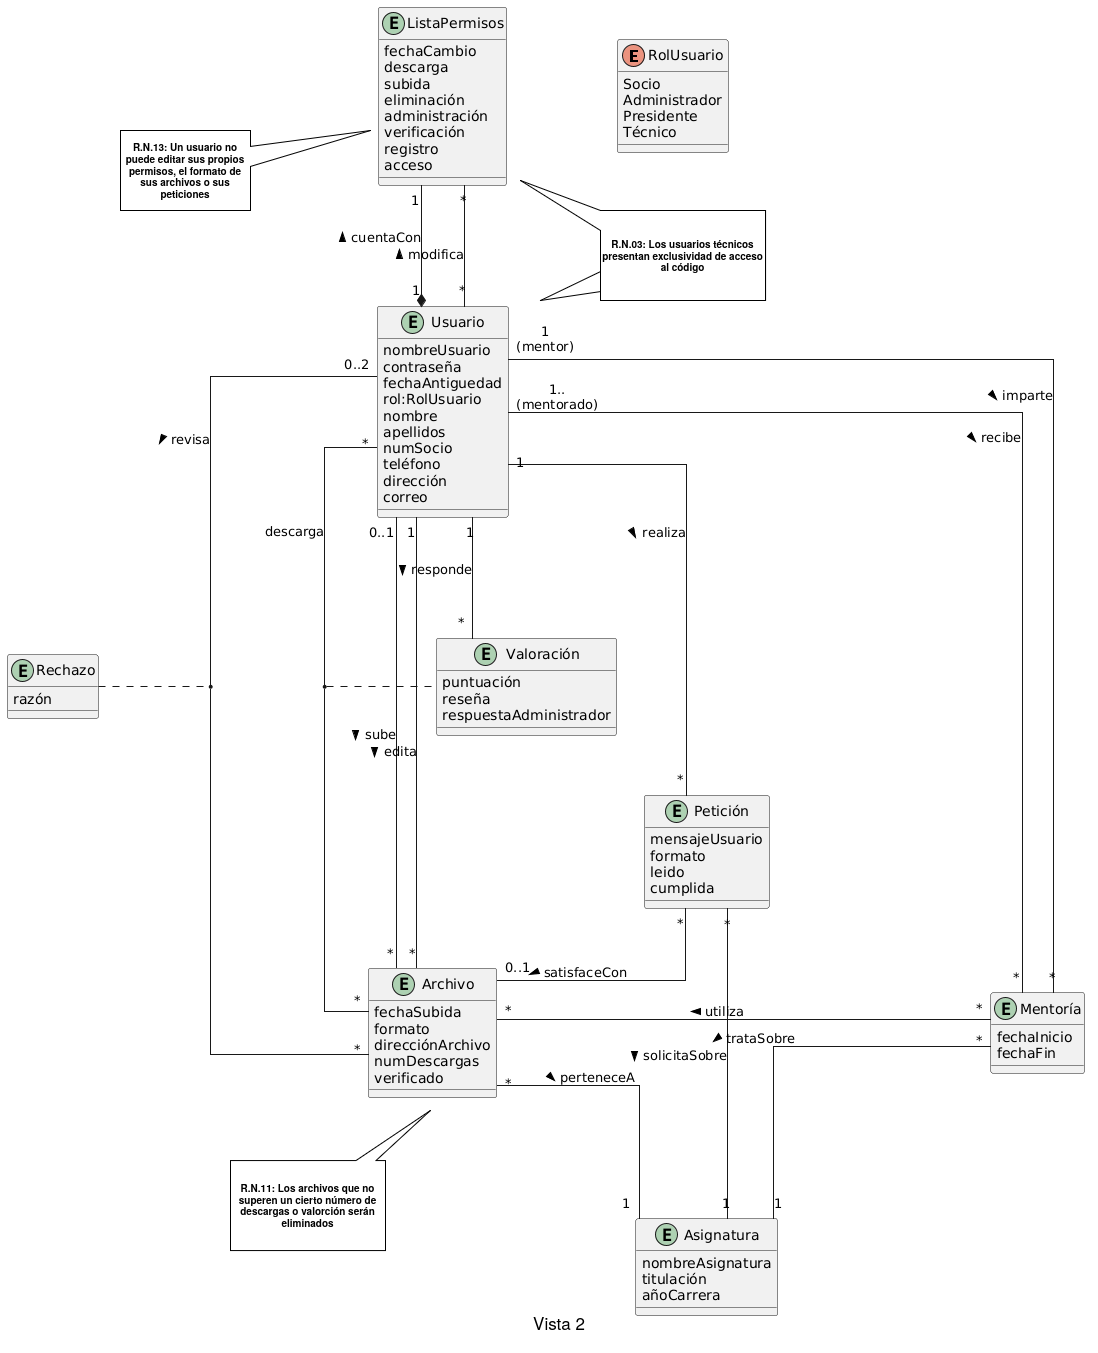 E ListaPermisos
fechaCambio
descarga
subida
eliminación
administración
verificación
registro
acceso
E RolUsuario
Socio
Administrador
Presidente
Técnico
R.N.13: Un usuario no
puede editar sus propios
permisos, el formato de
sus archivos o sus
peticiones
R.N.03: Los usuarios técnicos
presentan exclusividad de acceso
al código
1
*
cuentaCon
modifica
1
*
E Usuario
nombreUsuario
contraseña
fechaAntiguedad
rol:RolUsuario
nombre
apellidos
numSocio
teléfono
dirección
correo
0..2
1
(mentor)
1..
(mentorado)
imparte
recibe
revisa
*
1
descarga
0..1
1
1
realiza
responde
*
E Rechazo
razón
E Valoración
puntuación
reseña
respuestaAdministrador
sube
edita
*
E Petición
mensajeUsuario
formato
leido
cumplida
*
*
*
*
0..1
satisfaceCon
*
*
E Archivo
fechaSubida
formato
direcciónArchivo
numDescargas
verificado
*
*
*
utiliza
*
E Mentoría
fechaInicio
fechaFin
trataSobre
*
solicitaSobre
*
perteneceA
R.N.11: Los archivos que no
superen un cierto número de
descargas o valorción serán
eliminados
1
1
1
E Asignatura
nombreAsignatura
titulación
añoCarrera
Vista 2